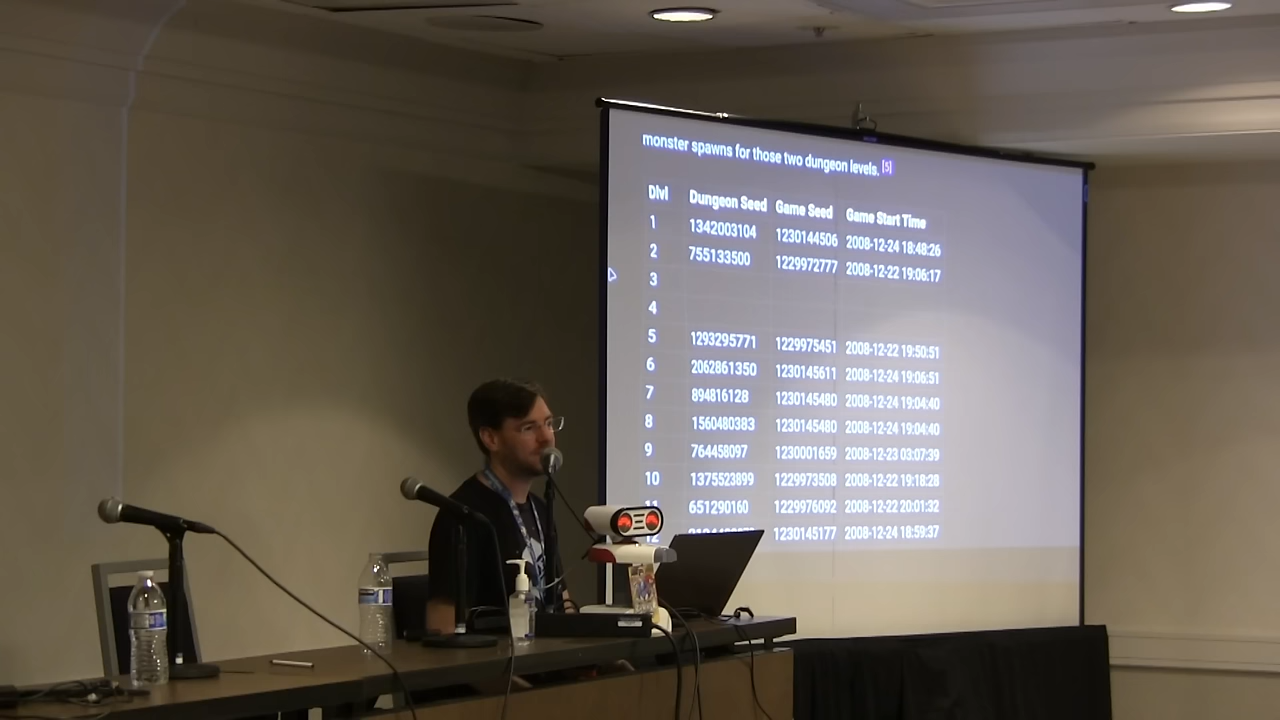 monster spawns for those two dungeon levels. [5]
Dlvl Dungeon Seed Game Seed Game Start Time
1 1342003104 1230144506 2008-12-24 18:48:26
2 755133500 1229972777 2008-12-22 19:06:17
3
4
5 1293295771 1229975451 2008-12-22 19:50:51
6 2062861350 1230145611 2008-12-24 19:06:51
7 894816128 1230145480 2008-12-24 19:04:40
8 1560480383 1230145480 2008-12-24 19:04:40
9 764458097 1230001659 2008-12-23 03:07:39
10 1375523899 1229973508 2008-12-22 19:18:28
11 651290160 1229976092 2008-12-22 20:01:32
12 1230145177 2008-12-24 18:59:37